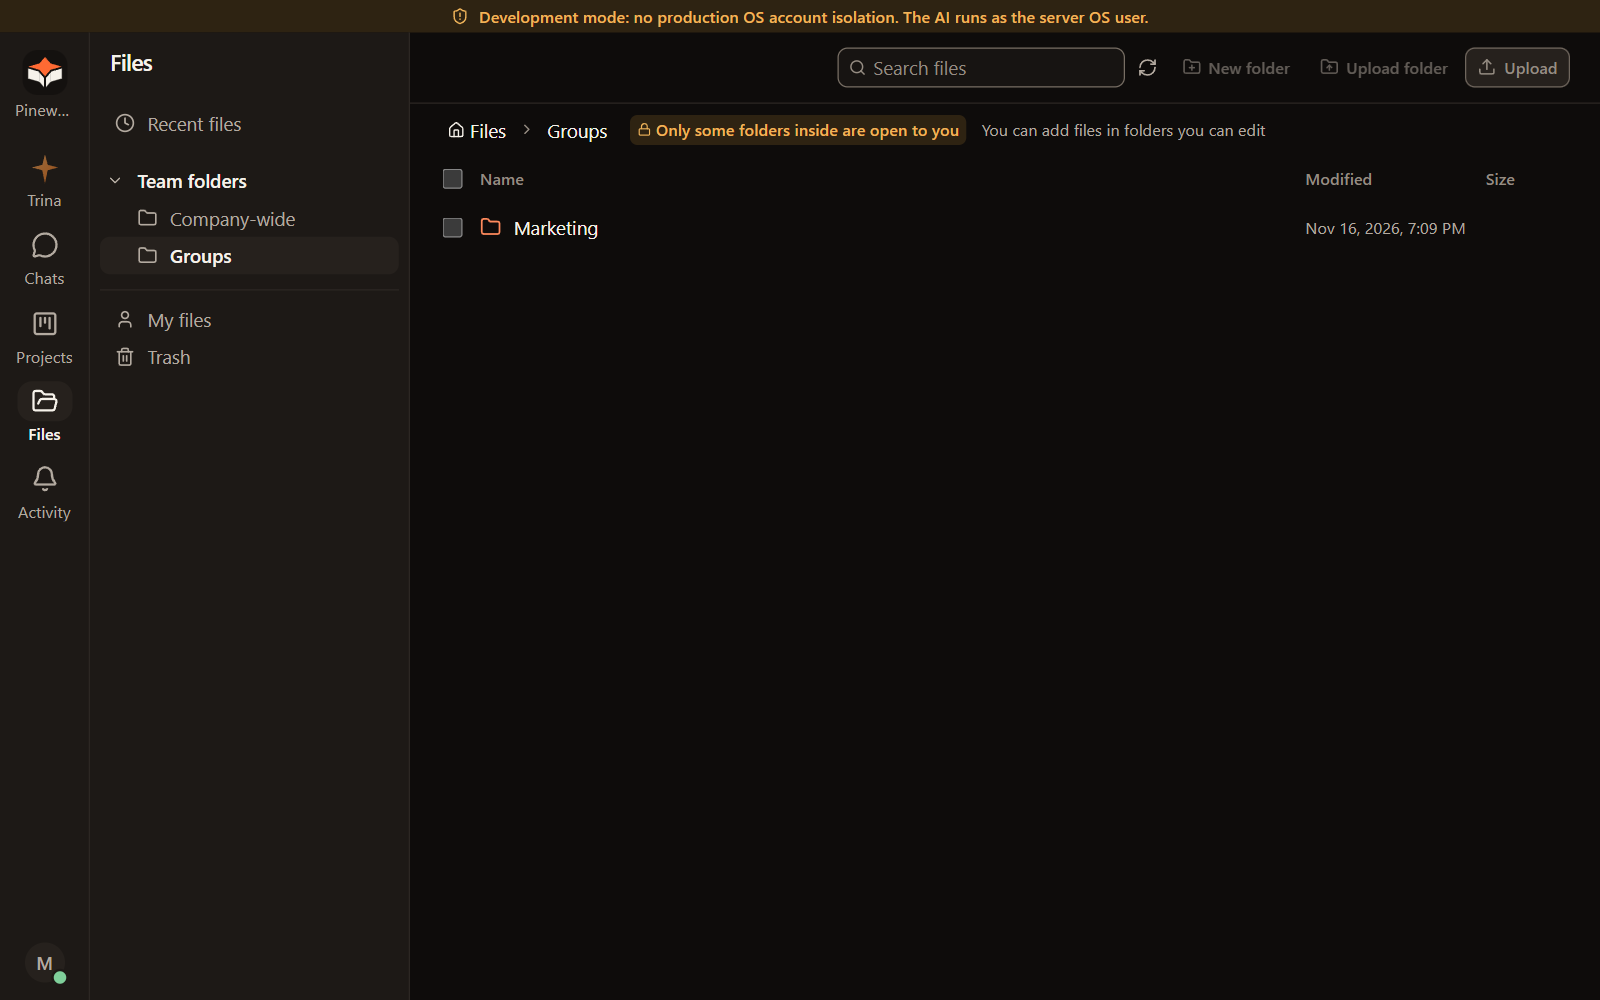 Development mode: no production OS account isolation. The AI runs as the server OS user.
Pinew...
Trina
Chats
Projects
Files
Activity
M
Files
Recent files
Team folders
Company-wide
Groups
My files
Trash
Search files
New folder
Upload folder
Upload
Files > Groups
Only some folders inside are open to you
You can add files in folders you can edit
Name Modified Size
Marketing Nov 16, 2026, 7:09 PM